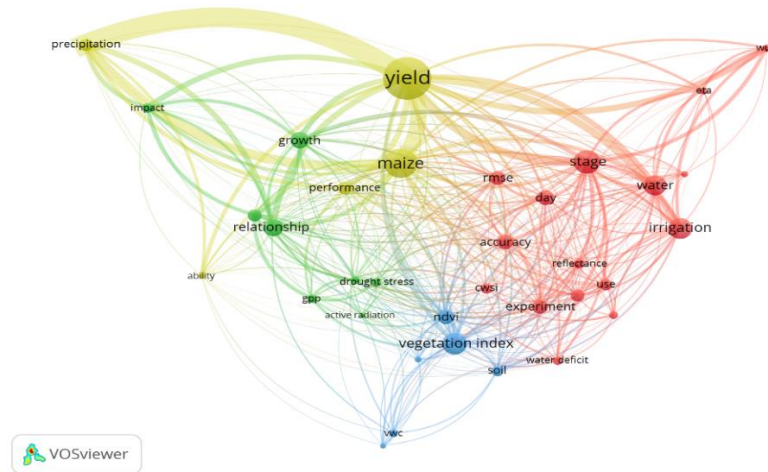 precipitation
yield
eta
impact
growth
maize
stage
performance
rmse
water
day
relationship
irrigation
accuracy
reflectance
ability
drought stress
cwsi
use
gpp
experiment
active radiation
ndvi
vegetation index
water deficit
soil
vwc
VOSviewer